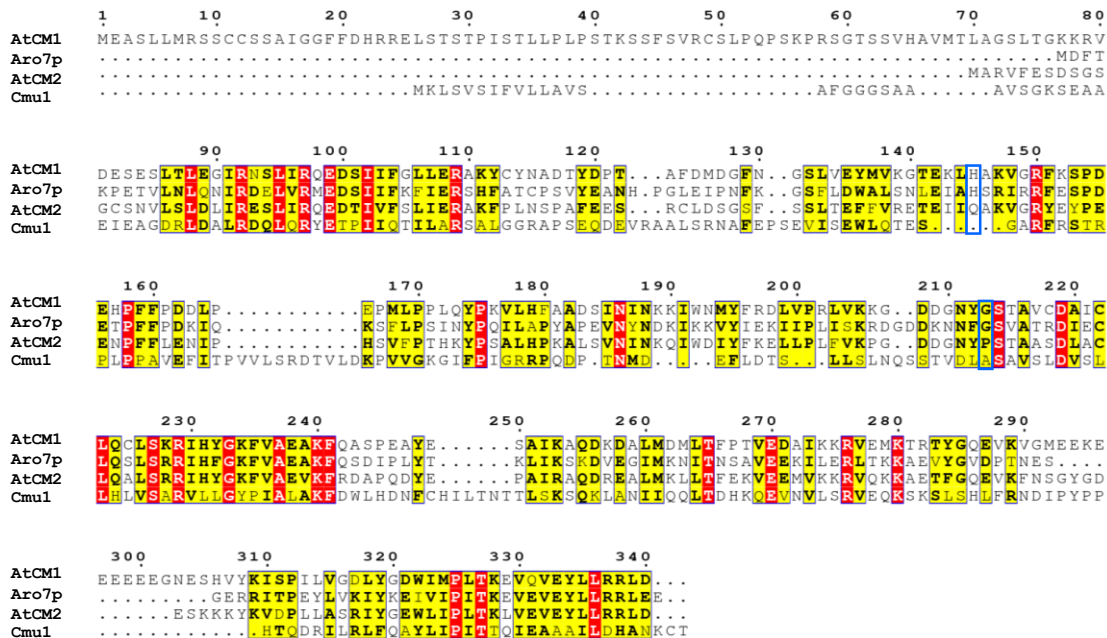 1 10 20 30 40 50 60 70 80
AtCM1 MEASLLMRSSCCSSAIGGFFDHRRELSTSTPISTLLPLPSTKSSFSVRCSLPQPSKPRSGTSSVHAVMTLAGSLTGKKRV
Aro7p ............................................................................MDFT
AtCM2 .....................................................................MARVFESDSGS
Cmu1 .........................MKLSVSIFVLLAVS..................AFGGGSAA......AVSGKSEAA
90 100 110 120 130 140 150
AtCM1 DESESLTLEGIRNSLIRQEDSIIFGLLERAKYCYNADTYDPT...AFDMDGFN..GSLVEYMVKGTEKLHAKVGRFKSPD
Aro7p KPETVLNLQNIRDELVRMEDSIIFKFIERSHFATCPSVYEANH.PGLEIPNFK..GSFLDWALSNLEIAHSRIRRFESPD
AtCM2 GCSNVLSLDLIRESLIRQEDTIVFSLIERAKFPLNSPAFEES...RCLDSGSF..SSLTEFFVRETEIIQAKVGRYEYPE
Cmu1 EIEAGDRLDALRDQLQRYETPIIQTILARSALGGRAPSEQDEVRAALSRNAFEPSEVISEWLQTES.....GARFRSTR
160 170 180 190 200 210 220
AtCM1 EHPFFPDDLP.............EPMLPPLQYPKVLHFAADSININKKIWNMYFRDLVPRLVKKG..DDGNYGSTAVCDAIC
Aro7p ETPFFPDKIQ.............KSFLPSINYPQILAPYAPEVNYNDKIKKVYIEKIIPLISKRDGDDKNNFGSVATRDIEC
AtCM2 ENPFFLENIP.............HSVFPTHKYPSALHPKALSVNINKQIWDIYFKELLPLFVKPG..DDGNYPSTAASDLAC
Cmu1 PLPPAVEFITPVVLSRDTVLDKPVVGKGIFPIGRRPQDP.TNMD....EFLDTS..LLSLNQSSTVDLASAVSLDVSL
230 240 250 260 270 280 290
AtCM1 LQCLSKRIHYGKFVAEAKFQASPEAYE......SAIKAQDKDALMDMLTFPTVEDAIKKRVEMKTRTYGQEVKVGMEEKE
Aro7p LQSLSRRIHFGKFVAEAKFQSDIPLYT......KLIKSKDVEGIMKNITNSAVEEKILERLTKKAEVYGVDPTNES....
AtCM2 LQALSRRIHYGKFVAEVKFRDAPQDYE......PAIRAQDREALMKLLTFEKVEEMVKKRVQKKAETFGQEVKFNSGYGD
Cmu1 LHLVSARVLLGYPIALAKFDWLHDNFCHILTNTTLSKSQKLANIIQQLTDHKQEVNVLSRVEQKSKSLSHLFRNDIPYPP
300 310 320 330 340
AtCM1 EEEEEGNESHVYKISPILVGDLYGDWIMPLTKEVQVEYLLRRLD...
Aro7p .........GERRITPEYLVKIYKEIVIPITKEVEVEYLLRRLEE..
AtCM2 ......ESKKKYKVDPLLASRIYGEWLIPLTKLVEVEYLLRRLE...
Cmu1 .............HTQDRILRLFQAYLIPITTQIEAAAILDHANKCT